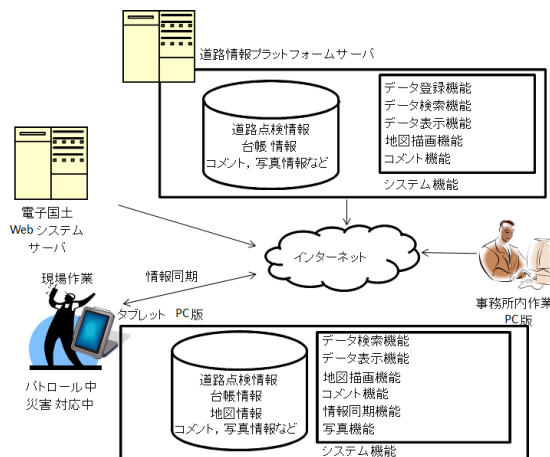 道路情報プラットフォームサーバ
道路点検情報
台帳 情報
コメント，写真情報など
データ登録機能
データ検索機能
データ表示機能
地図描画機能
コメント機能
システム機能
電子国土
Web システム
サーバ
インターネット
情報同期
現場作業
事務所内作業
PC版
タブレット PC版
パトロール中
災害 対応中
道路点検情報
台帳情報
地図情報
コメント，写真情報など
データ検索機能
データ表示機能
地図描画機能
コメント機能
情報同期機能
写真機能
システム機能